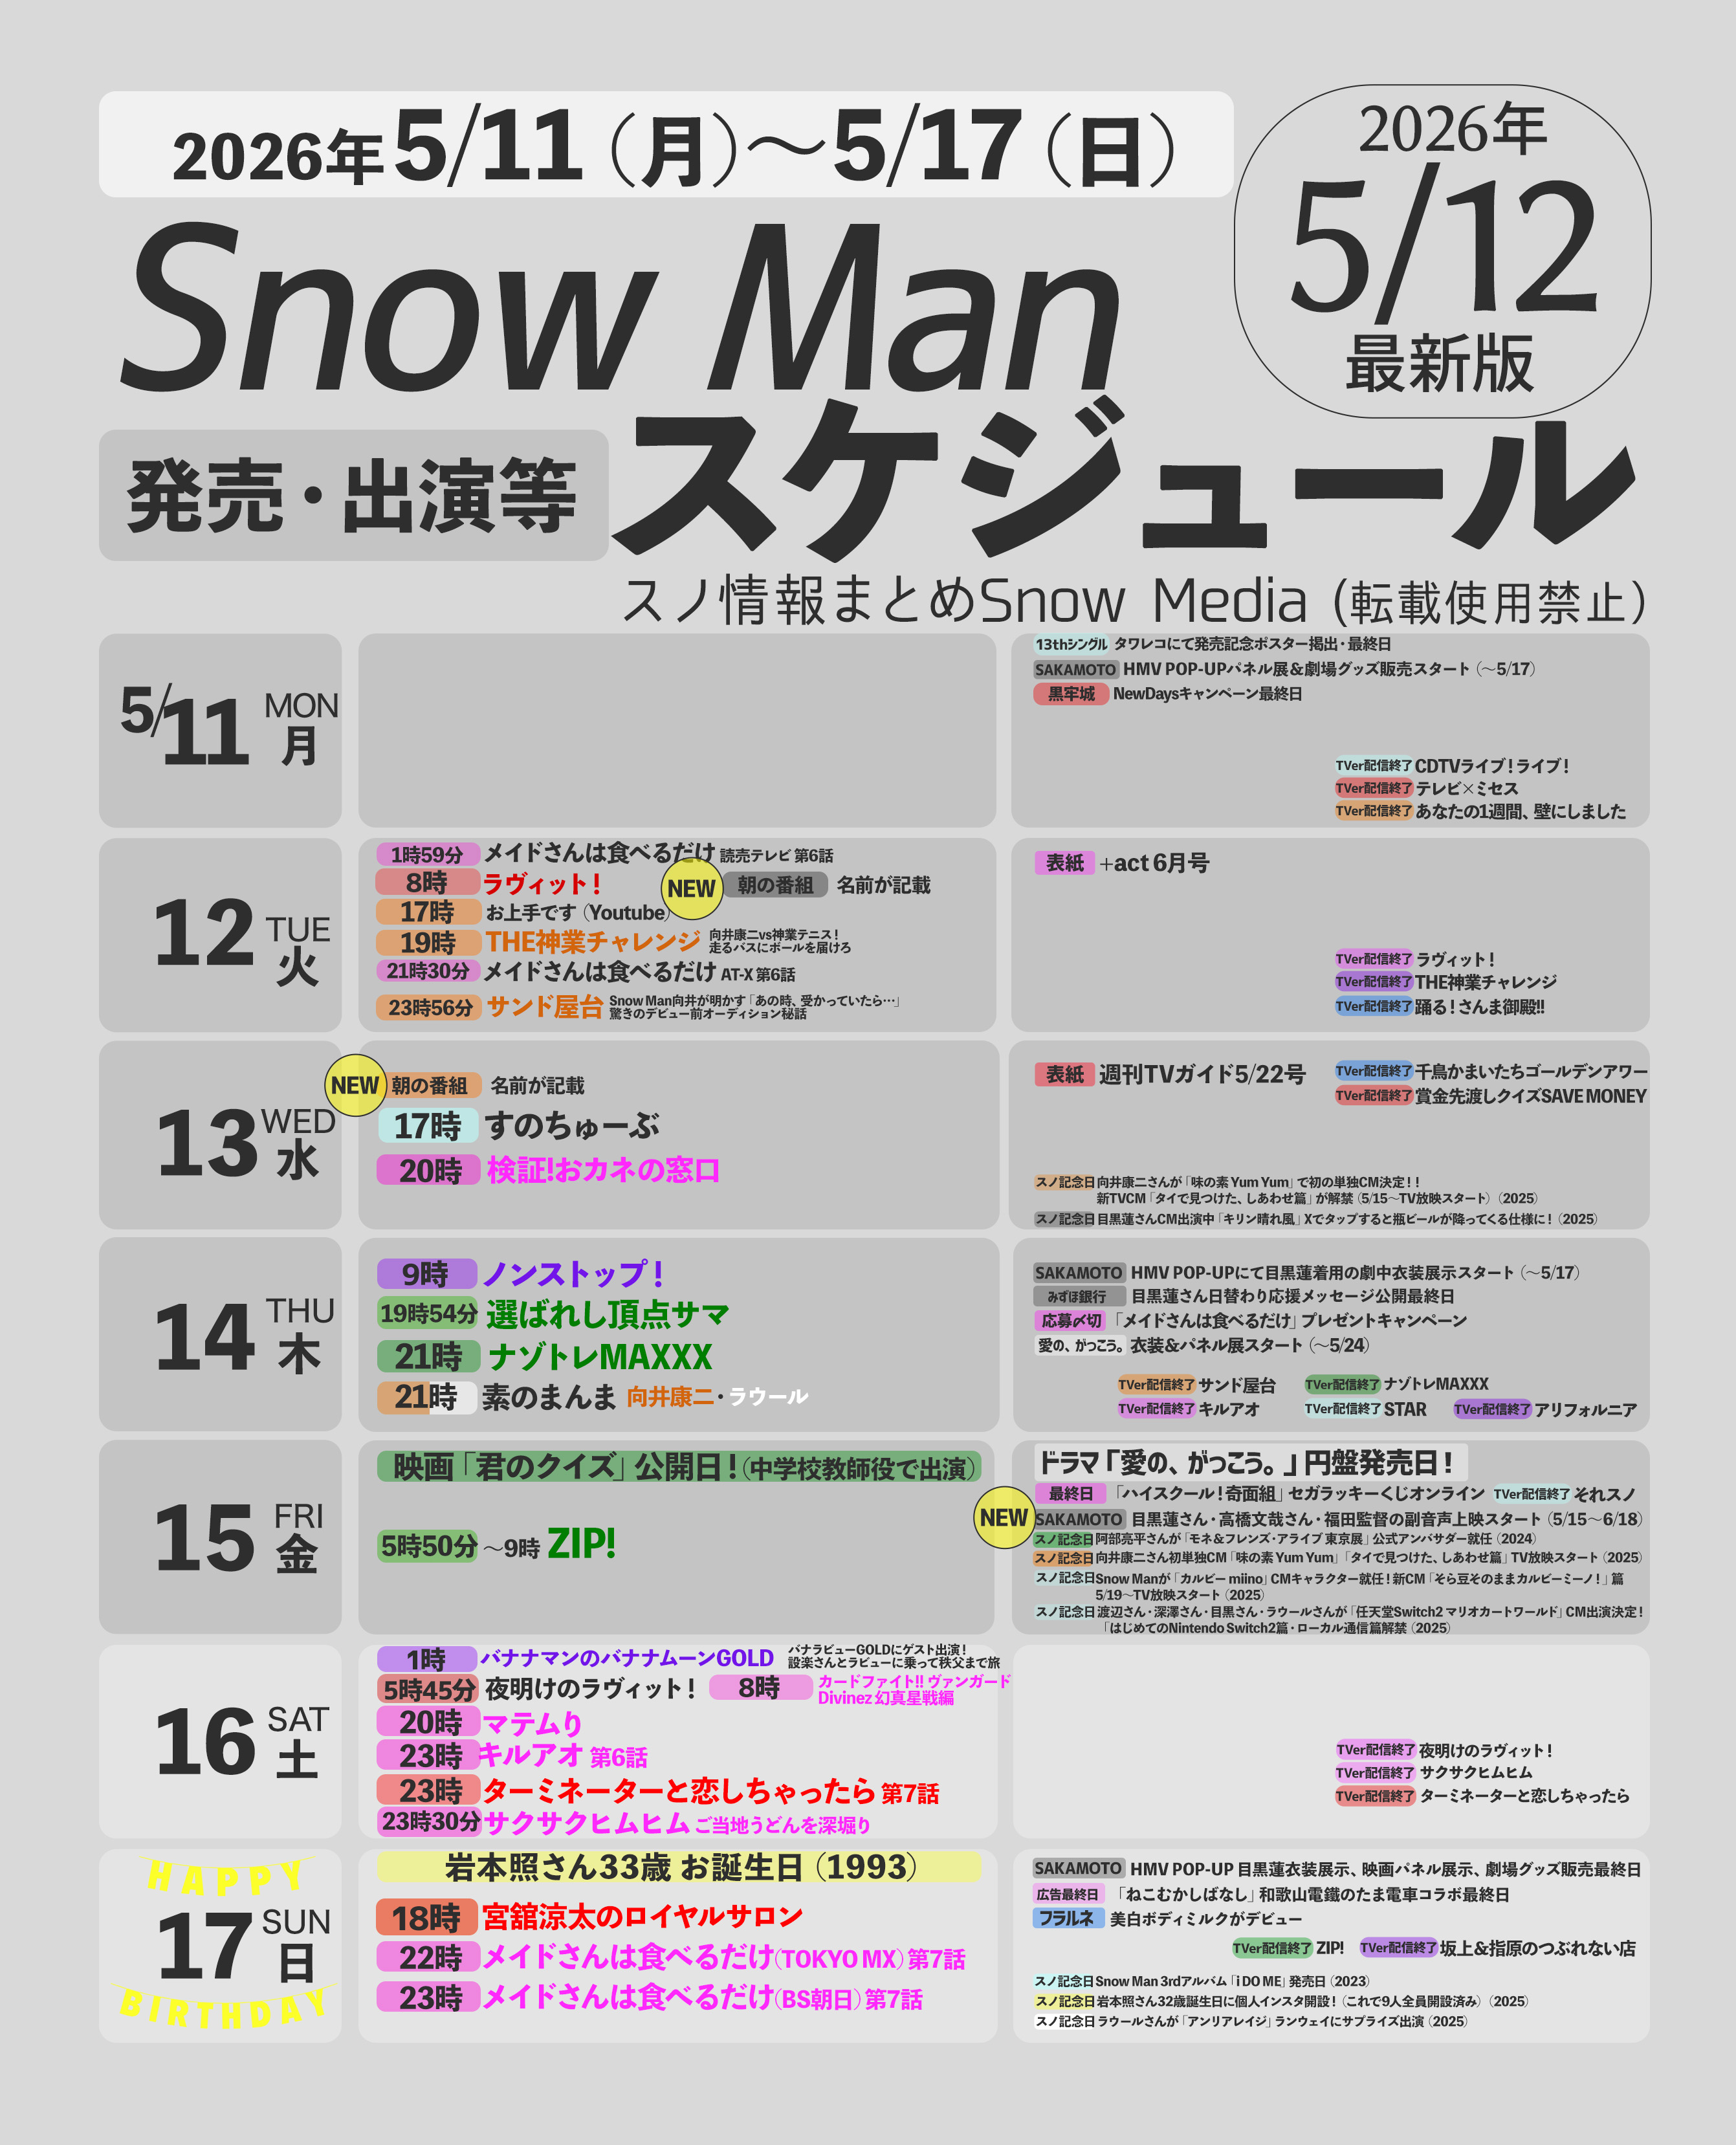 2026年5/11（月）〜5/17（日）
2026年
5/12
最新版
Snow Man
発売・出演等
スケジュール
スノ情報まとめSnow Media（転載使用禁止）
5/11 MON 月
13thシングル タワレコにて発売記念ポスター掲出・最終日
SAKAMOTO HMV POP-UPパネル展＆劇場グッズ販売スタート（〜5/17）
黒牢城 NewDaysキャンペーン最終日
TVer配信終了 CDTVライブ！ライブ！
TVer配信終了 テレビ×ミセス
TVer配信終了 あなたの1週間、壁にしました
12 TUE 火
1時59分 メイドさんは食べるだけ 読売テレビ 第6話
8時 ラヴィット！ NEW 朝の番組 名前が記載
17時 お上手です（Youtube）
19時 THE神業チャレンジ 向井康二vs神業テニス！
走るバスにボールを届けろ
21時30分 メイドさんは食べるだけ AT-X 第6話
23時56分 サンド屋台 Snow Man向井が明かす「あの時、受かっていたら…」
驚きのデビュー前オーディション秘話
表紙 +act 6月号
TVer配信終了 ラヴィット！
TVer配信終了 THE神業チャレンジ
TVer配信終了 踊る！さんま御殿!!
13 WED 水
NEW 朝の番組 名前が記載
17時 すのちゅーぶ
20時 検証!おカネの窓口
表紙 週刊TVガイド5/22号
TVer配信終了 千鳥かまいたちゴールデンアワー
TVer配信終了 賞金先渡しクイズSAVE MONEY
スノ記念日 向井康二さんが「味の素 Yum Yum」で初の単独CM決定！！
新TVCM「タイで見つけた、しあわせ篇」が解禁（5/15〜TV放映スタート）（2025）
スノ記念日 目黒蓮さんCM出演中「キリン晴れ風」Xでタップすると瓶ビールが降ってくる仕様に！（2025）
14 THU 木
9時 ノンストップ！
19時54分 選ばれし頂点サマ
21時 ナゾトレMAXXX
21時 素のまんま 向井康二・ラウール
SAKAMOTO HMV POP-UPにて目黒蓮着用の劇中衣装展示スタート（〜5/17）
みずほ銀行 目黒蓮さん日替わり応援メッセージ公開最終日
応募〆切 「メイドさんは食べるだけ」プレゼントキャンペーン
愛の、がっこう。 衣装＆パネル展スタート（〜5/24）
TVer配信終了 サンド屋台 TVer配信終了 ナゾトレMAXXX
TVer配信終了 キルアオ TVer配信終了 STAR TVer配信終了 アリフォルニア
15 FRI 金
映画「君のクイズ」公開日！（中学校教師役で出演）
5時50分 〜9時 ZIP!
ドラマ「愛の、がっこう。」円盤発売日！
最終日 「ハイスクール！奇面組」セガラッキーくじオンライン TVer配信終了 それスノ
NEW SAKAMOTO 目黒蓮さん・高橋文哉さん・福田監督の副音声上映スタート（5/15〜6/18）
スノ記念日 阿部亮平さんが「モネ＆フレンズ・アライブ 東京展」公式アンバサダー就任（2024）
スノ記念日 向井康二さん初単独CM「味の素 Yum Yum」「タイで見つけた、しあわせ篇」TV放映スタート（2025）
スノ記念日 Snow Manが「カルビー miino」CMキャラクター就任！新CM「そら豆そのままカルビーミーノ！」篇
5/19〜TV放映スタート（2025）
スノ記念日 渡辺さん・深澤さん・目黒さん・ラウールさんが「任天堂Switch2 マリオカートワールド」CM出演決定！
「はじめてのNintendo Switch2篇・ローカル通信篇解禁（2025）
16 SAT 土
1時 バナナマンのバナナムーンGOLD バナラビューGOLDにゲスト出演！
設楽さんとラビューに乗って秩父まで旅
5時45分 夜明けのラヴィット！ 8時 カードファイト!! ヴァンガード
Divinez 幻真星戦編
20時 マテムり
23時 キルアオ 第6話
23時 ターミネーターと恋しちゃったら 第7話
23時30分 サクサクヒムヒム ご当地うどんを深堀り
TVer配信終了 夜明けのラヴィット！
TVer配信終了 サクサクヒムヒム
TVer配信終了 ターミネーターと恋しちゃったら
HAPPY
17 SUN 日
BIRTHDAY
岩本照さん33歳 お誕生日（1993）
18時 宮舘涼太のロイヤルサロン
22時 メイドさんは食べるだけ（TOKYO MX）第7話
23時 メイドさんは食べるだけ（BS朝日）第7話
SAKAMOTO HMV POP-UP 目黒蓮衣装展示、映画パネル展示、劇場グッズ販売最終日
広告最終日 「ねこむかしばなし」和歌山電鐵のたま電車コラボ最終日
フラルネ 美白ボディミルクがデビュー
TVer配信終了 ZIP! TVer配信終了 坂上＆指原のつぶれない店
スノ記念日 Snow Man 3rdアルバム「i DO ME」発売日（2023）
スノ記念日 岩本照さん32歳誕生日に個人インスタ開設！（これで9人全員開設済み）（2025）
スノ記念日 ラウールさんが「アンリアレイジ」ランウェイにサプライズ出演（2025）